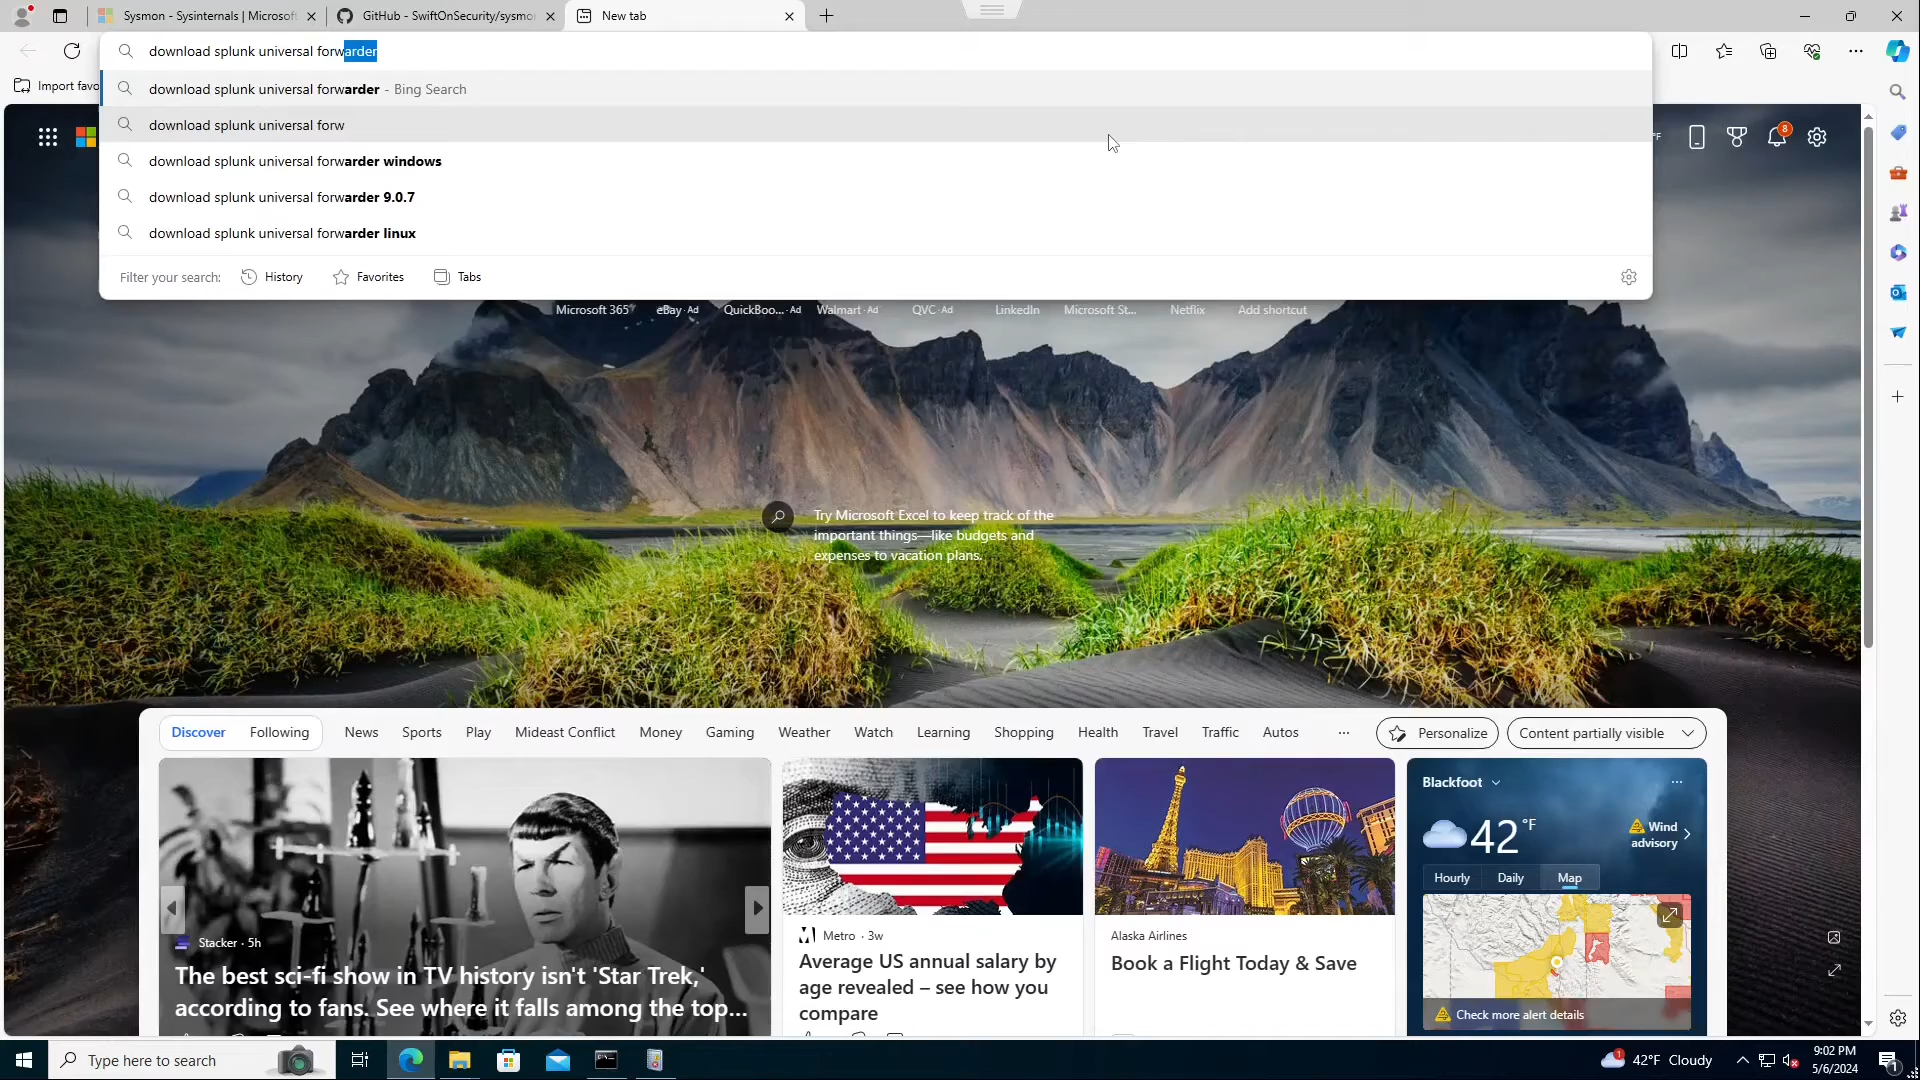 Sysmon - Sysinternals | Microsoft
GitHub - SwiftOnSecurity/sysmo
New tab
download splunk universal forwarder
Import favo
download splunk universal forwarder - Bing Search
download splunk universal forw
download splunk universal forwarder windows
download splunk universal forwarder 9.0.7
download splunk universal forwarder linux
Filter your search: History Favorites Tabs
°F
8
Microsoft 365 eBay · Ad QuickBoo... · Ad Walmart · Ad QVC · Ad LinkedIn Microsoft St... Netflix Add shortcut
Try Microsoft Excel to keep track of the
important things—like budgets and
expenses to vacation plans.
Discover Following News Sports Play Mideast Conflict Money Gaming Weather Watch Learning Shopping Health Travel Traffic Autos ... Personalize Content partially visible
Stacker · 5h
The best sci-fi show in TV history isn't 'Star Trek,'
according to fans. See where it falls among the top...
Metro · 3w
Average US annual salary by
age revealed – see how you
compare
Alaska Airlines
Book a Flight Today & Save
Blackfoot
42 °F
Wind
advisory
Hourly Daily Map
Check more alert details
Type here to search
1
42°F Cloudy
9:02 PM
5/6/2024
1